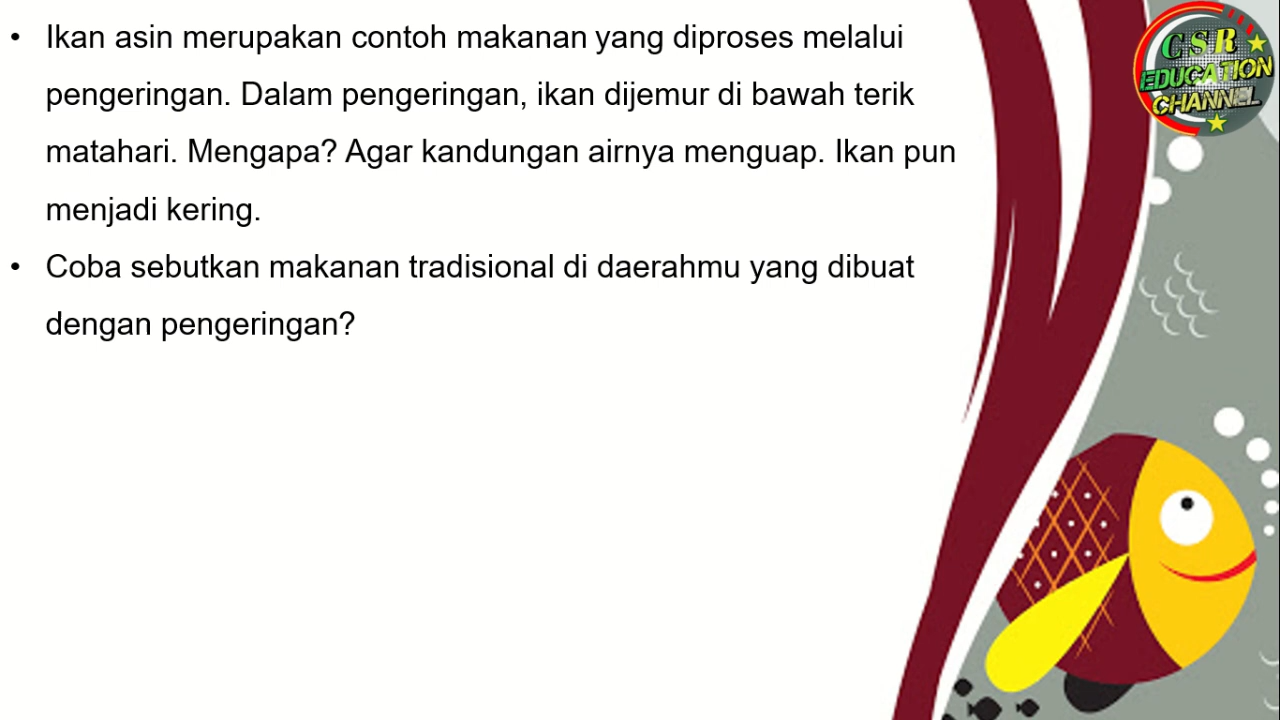 • Ikan asin merupakan contoh makanan yang diproses melalui
pengeringan. Dalam pengeringan, ikan dijemur di bawah terik
matahari. Mengapa? Agar kandungan airnya menguap. Ikan pun
menjadi kering.
• Coba sebutkan makanan tradisional di daerahmu yang dibuat
dengan pengeringan?
CSR
EDUCATION
CHANNEL